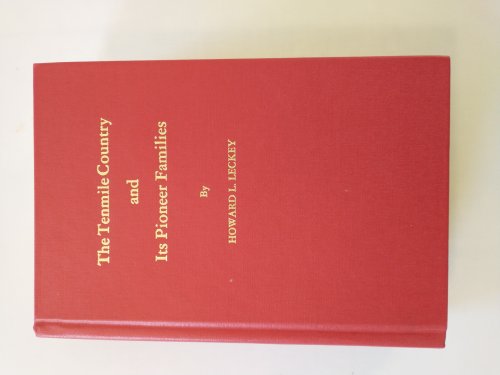 The Tenmile Country
and
Its Pioneer Families
By
HOWARD L. LECKEY